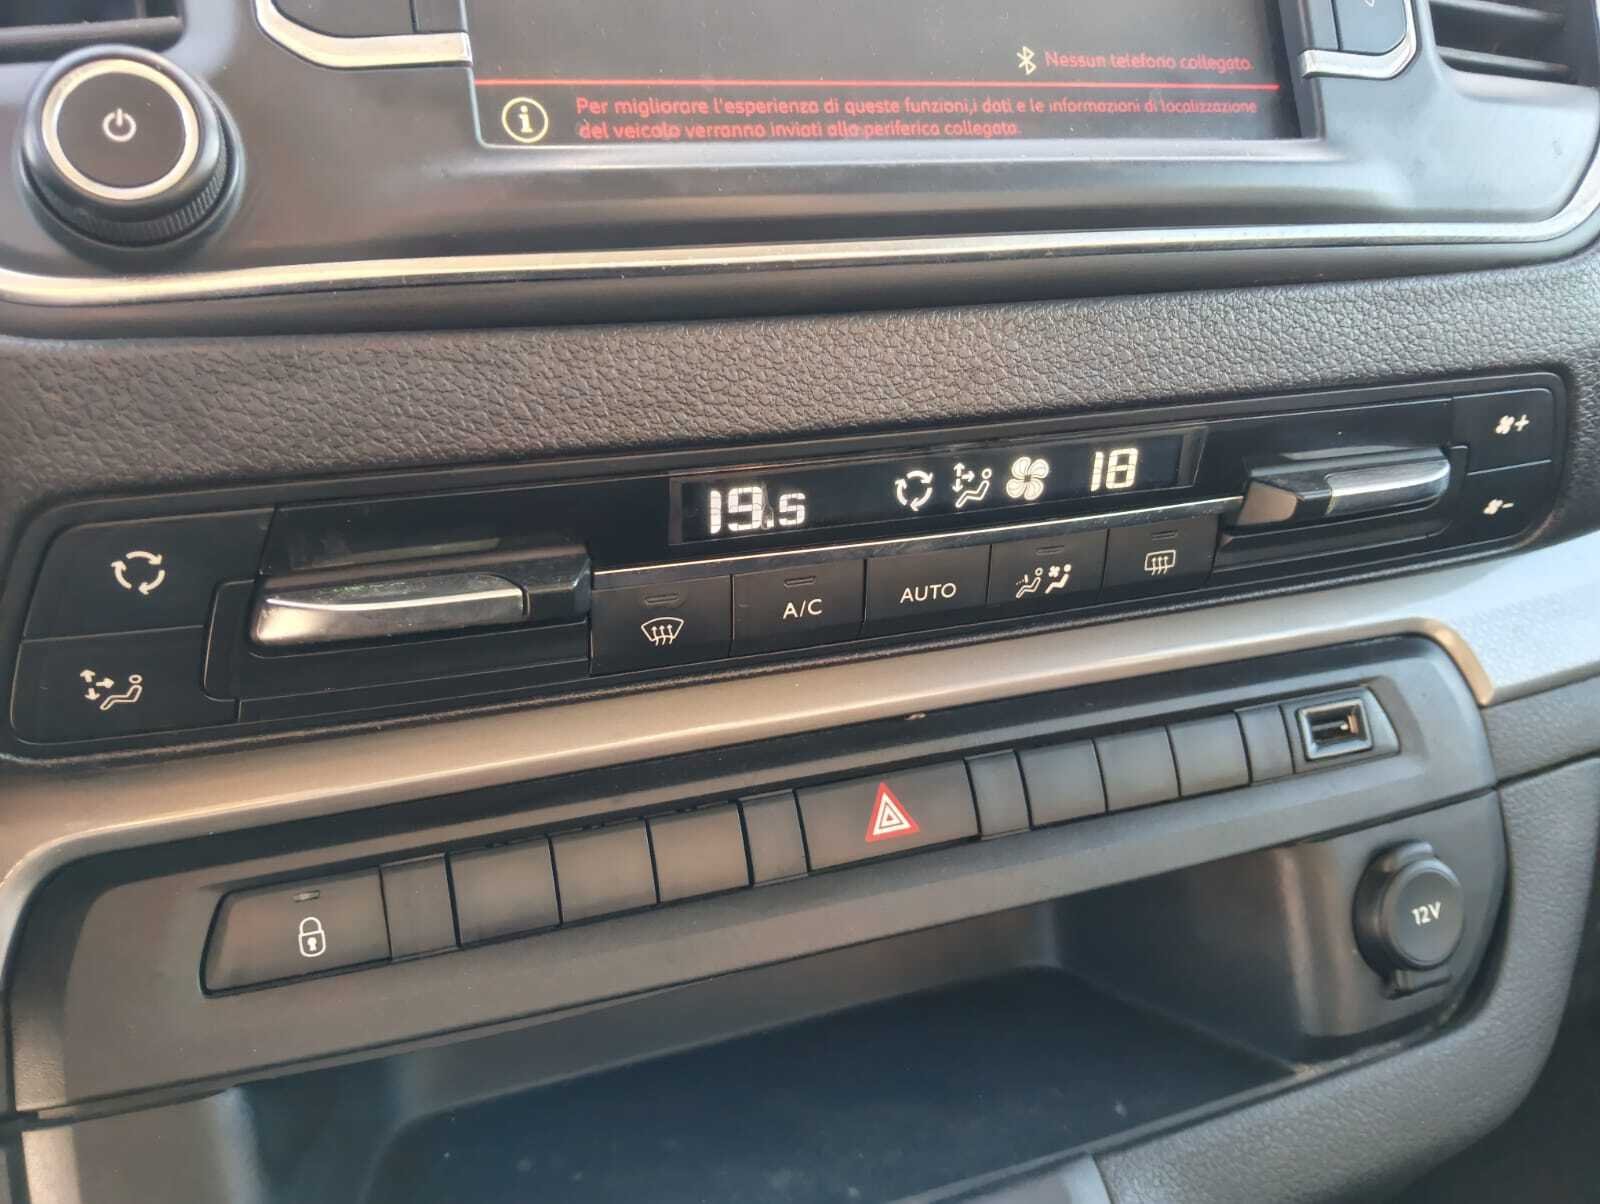 Nessun telefono collegato.
Per migliorare l'esperienza di queste funzioni,i dati e le informazioni di localizzazione
del veicolo verranno inviati alla periferica collegata.
19.5
18
A/C
AUTO
12V